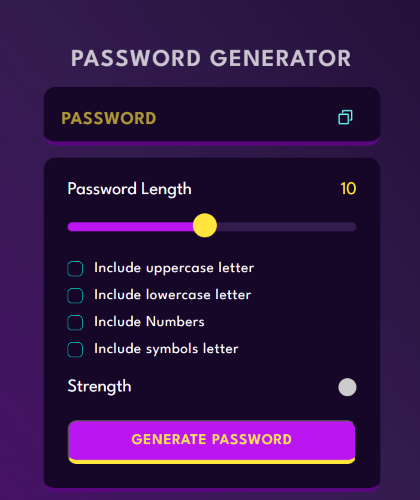 PASSWORD GENERATOR
PASSWORD
Password Length 10
Include uppercase letter
Include lowercase letter
Include Numbers
Include symbols letter
Strength
GENERATE PASSWORD